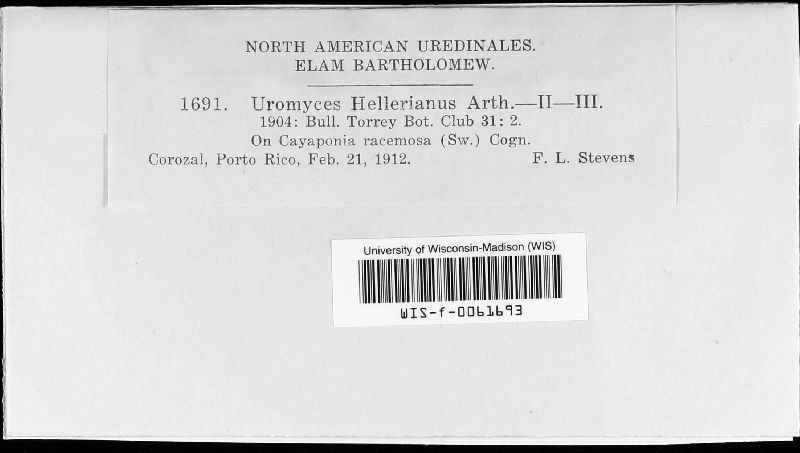 NORTH AMERICAN UREDINALES.
ELAM BARTHOLOMEW.
1691. Uromyces Hellerianus Arth.—II—III.
1904: Bull. Torrey Bot. Club 31: 2.
On Cayaponia racemosa (Sw.) Cogn.
Corozal, Porto Rico, Feb. 21, 1912. F. L. Stevens
University of Wisconsin-Madison (WIS)
WIS-f-0061693